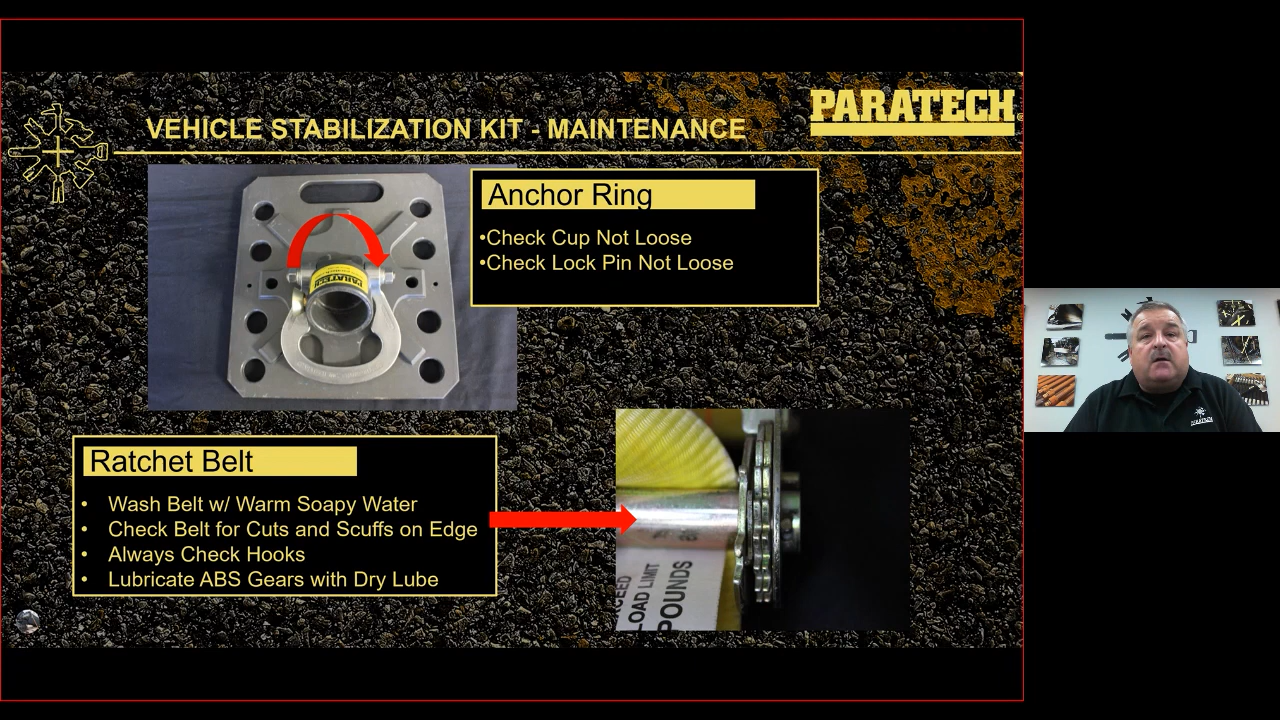 VEHICLE STABILIZATION KIT - MAINTENANCE
PARATECH
Anchor Ring
•Check Cup Not Loose
•Check Lock Pin Not Loose
PARATECH
Ratchet Belt
• Wash Belt w/ Warm Soapy Water
• Check Belt for Cuts and Scuffs on Edge
• Always Check Hooks
• Lubricate ABS Gears with Dry Lube
LOAD LIMIT
POUNDS
PARATECH